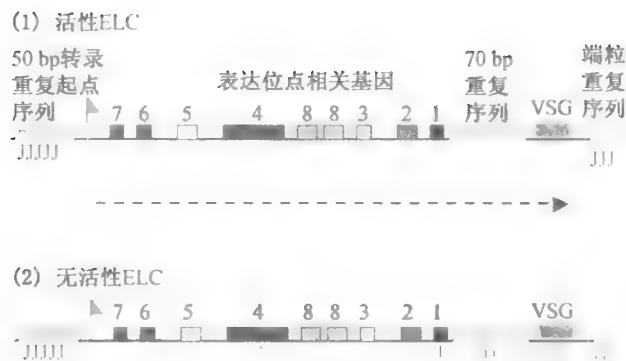 (1) 活性ELC
50 bp转录
重复起点
序列
表达位点相关基因
70 bp
重复
序列
端粒
重复
序列
7 6 5 4 8 8 3 2 1 VSG
(2) 无活性ELC
7 6 5 4 8 8 3 2 1 VSG